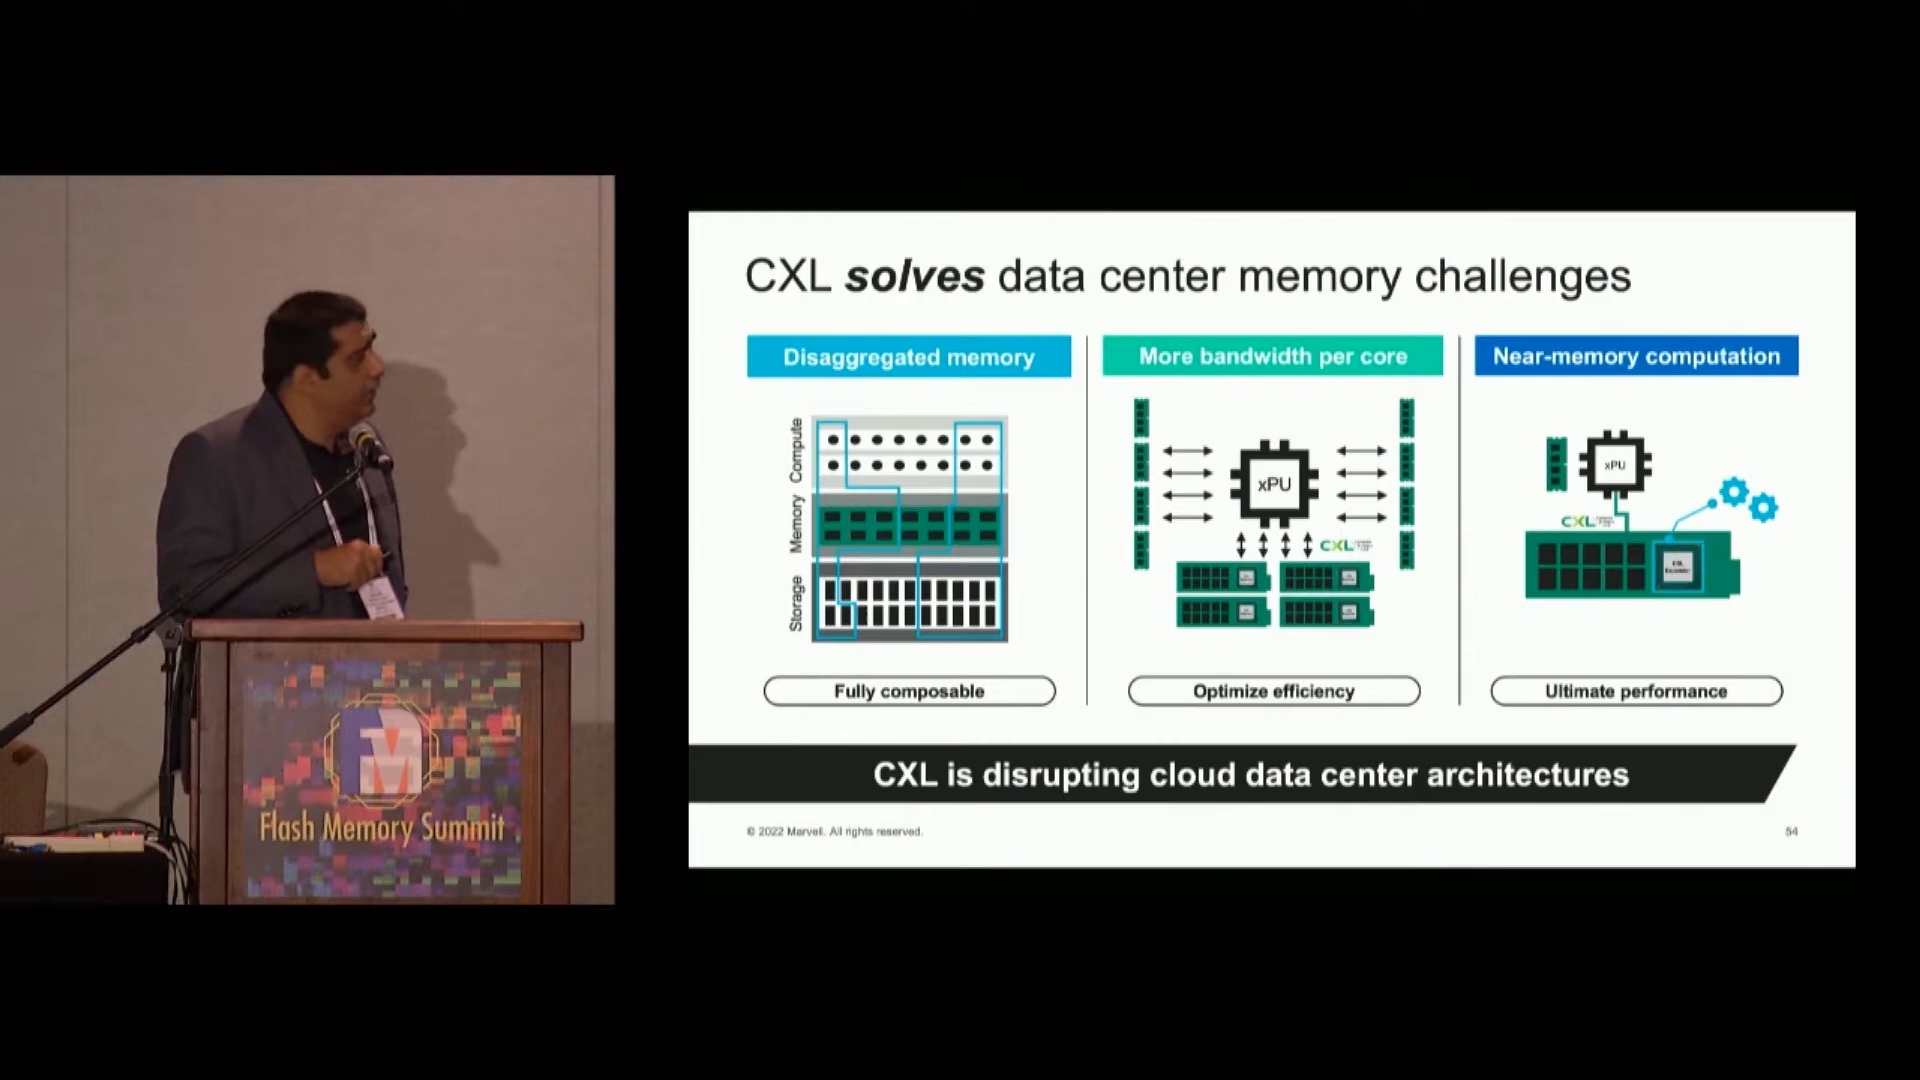 CXL solves data center memory challenges
Disaggregated memory
More bandwidth per core
Near-memory computation
Compute
Memory
Storage
xPU
CXL
xPU
CXL
Fully composable
Optimize efficiency
Ultimate performance
CXL is disrupting cloud data center architectures
© 2022 Marvell. All rights reserved.
54
FM
Flash Memory Summit